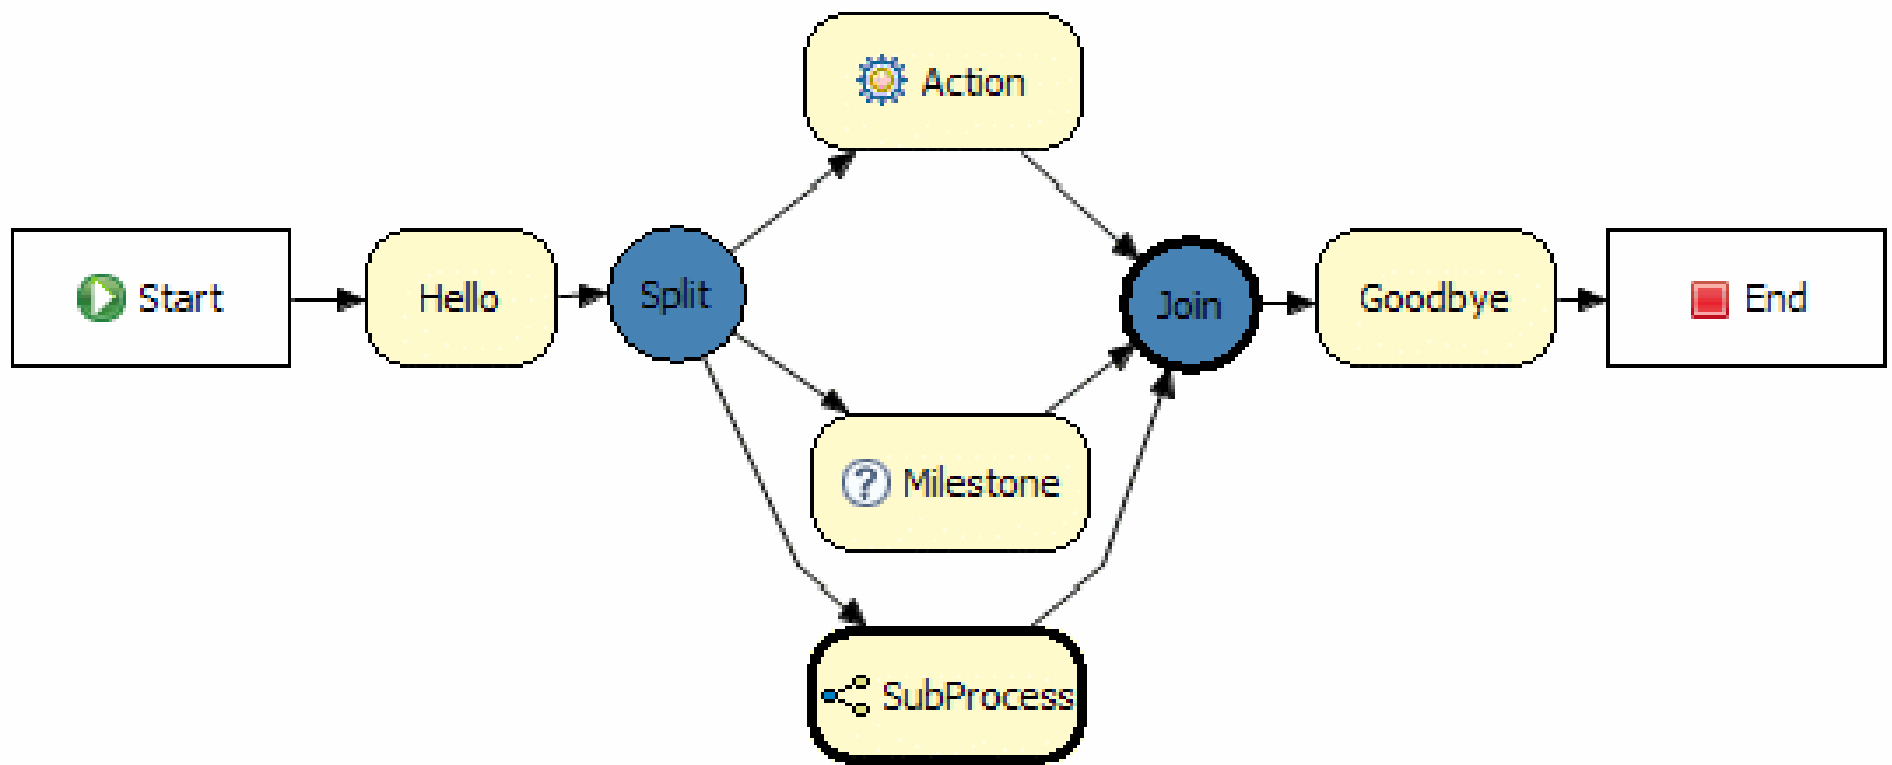 Action
Start
Hello
Split
Join
Goodbye
End
Milestone
SubProcess